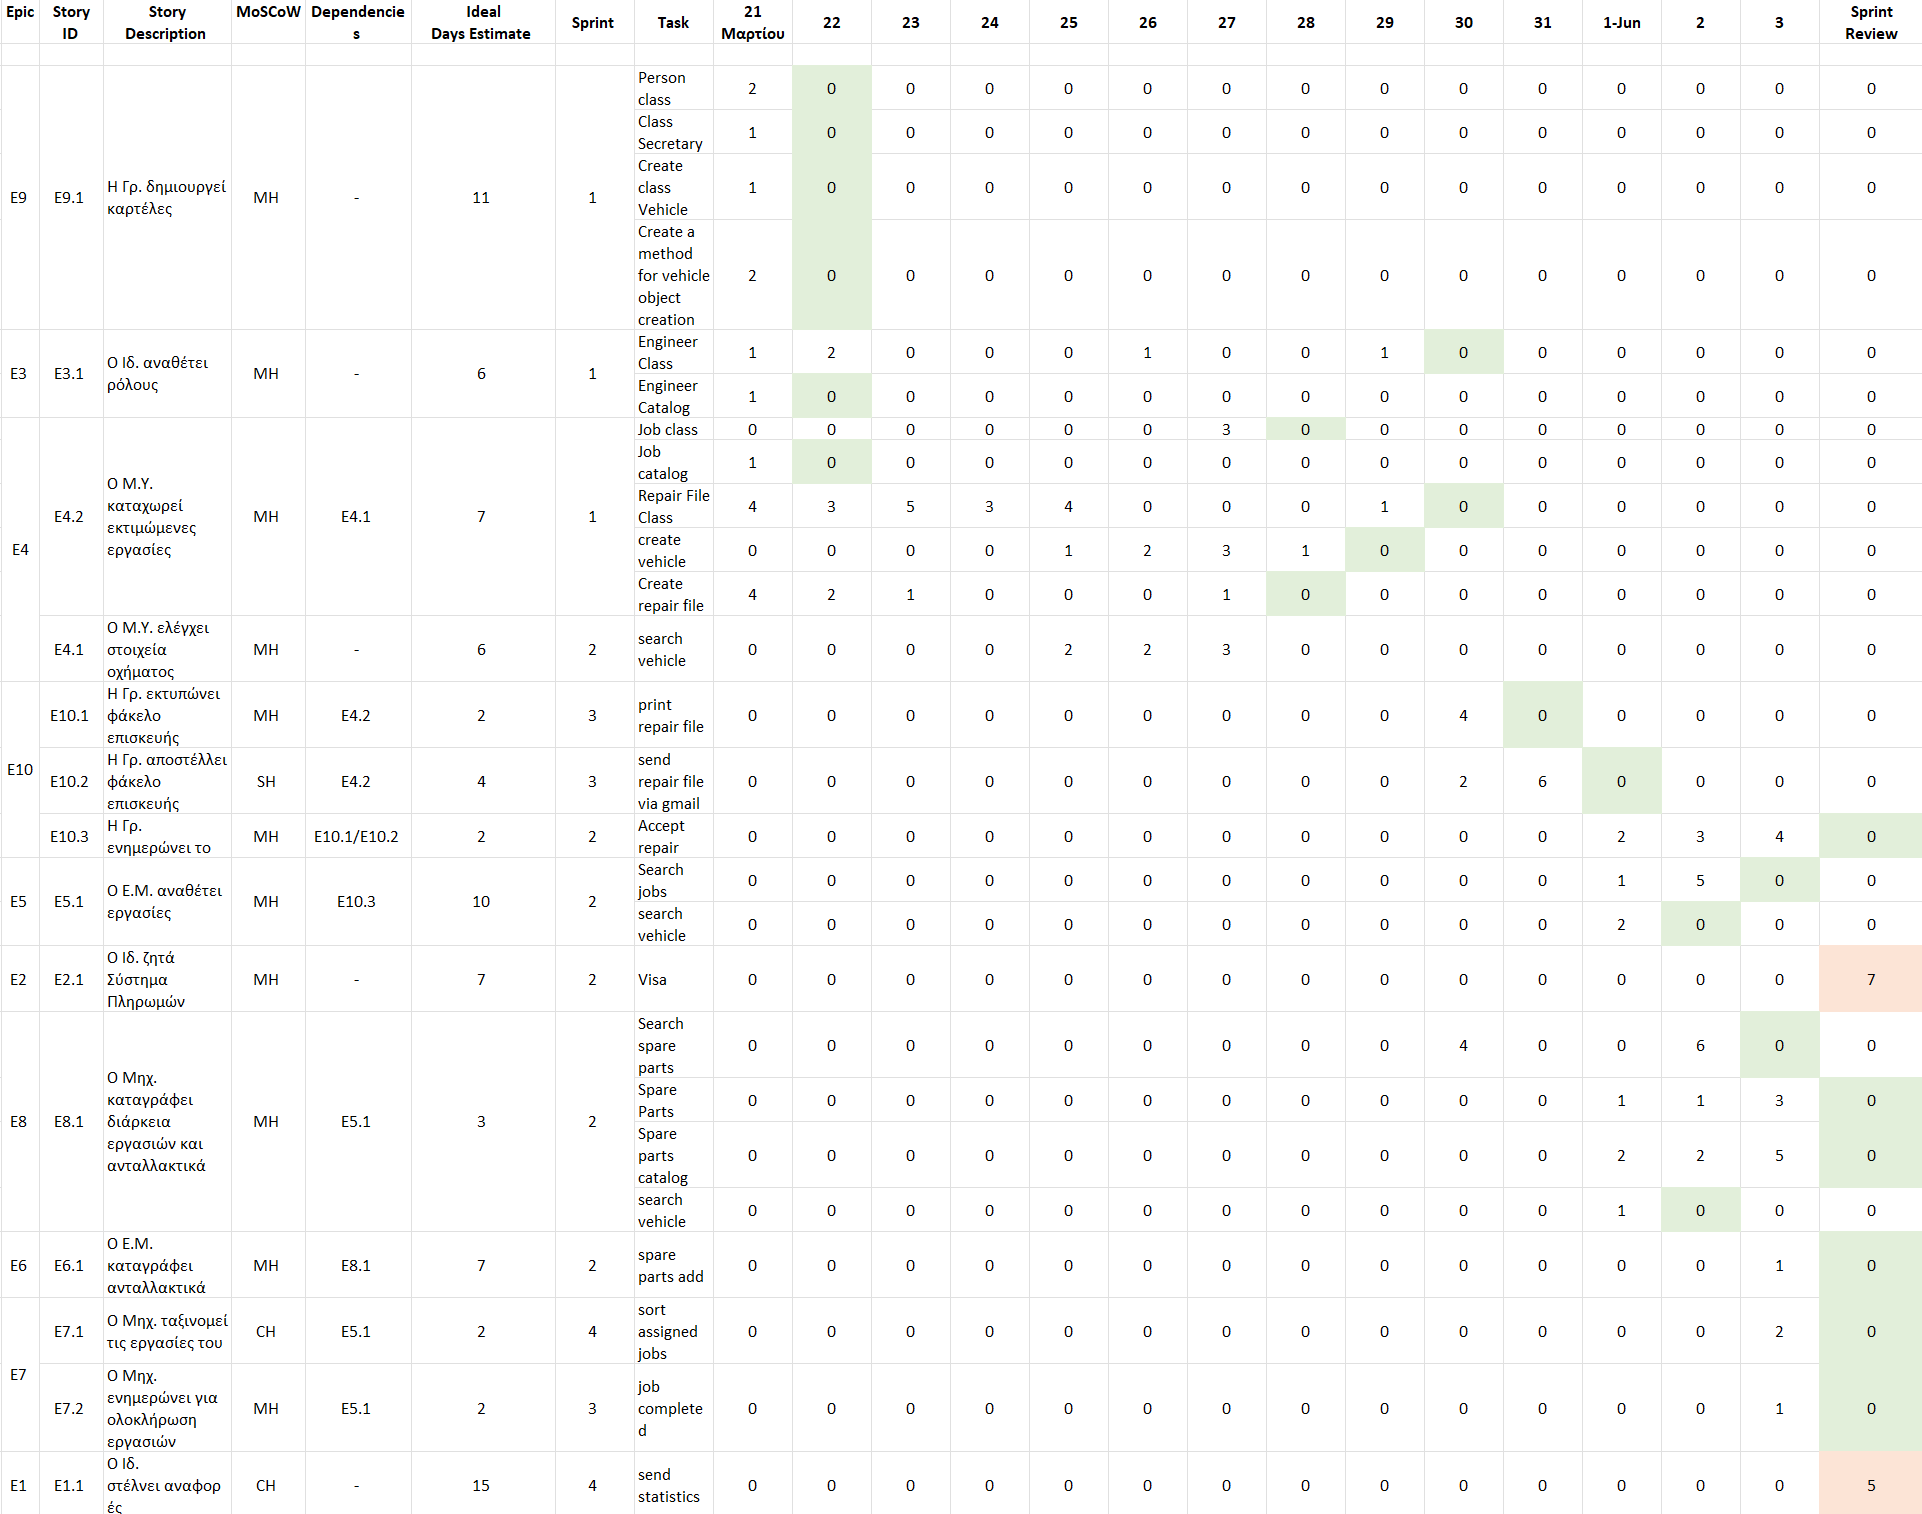 Epic Story ID Story Description MoSCoW Dependencies Ideal Days Estimate Sprint Task 21 Μαρτίου 22 23 24 25 26 27 28 29 30 31 1-Jun 2 3 Sprint Review
E9 E9.1 Η Γρ. δημιουργεί καρτέλες MH - 11 1 Person class 2 0 0 0 0 0 0 0 0 0 0 0 0 0 0
Class Secretary 1 0 0 0 0 0 0 0 0 0 0 0 0 0 0
Create class Vehicle 1 0 0 0 0 0 0 0 0 0 0 0 0 0 0
Create a method for vehicle object creation 2 0 0 0 0 0 0 0 0 0 0 0 0 0 0
E3 E3.1 Ο Ιδ. αναθέτει ρόλους MH - 6 1 Engineer Class 1 2 0 0 0 1 0 0 1 0 0 0 0 0 0
Engineer Catalog 1 0 0 0 0 0 0 0 0 0 0 0 0 0 0
E4 E4.2 Ο Μ.Υ. καταχωρεί εκτιμώμενες εργασίες MH E4.1 7 1 Job class 0 0 0 0 0 0 3 0 0 0 0 0 0 0 0
Job catalog 1 0 0 0 0 0 0 0 0 0 0 0 0 0 0
Repair File Class 4 3 5 3 4 0 0 0 1 0 0 0 0 0 0
create vehicle 0 0 0 0 1 2 3 1 0 0 0 0 0 0 0
Create repair file 4 2 1 0 0 0 1 0 0 0 0 0 0 0 0
E4.1 Ο Μ.Υ. ελέγχει στοιχεία οχήματος MH - 6 2 search vehicle 0 0 0 0 2 2 3 0 0 0 0 0 0 0 0
E10 E10.1 Η Γρ. εκτυπώνει φάκελο επισκευής MH E4.2 2 3 print repair file 0 0 0 0 0 0 0 0 0 4 0 0 0 0 0
E10.2 Η Γρ. αποστέλλει φάκελο επισκευής SH E4.2 4 3 send repair file via gmail 0 0 0 0 0 0 0 0 0 2 6 0 0 0 0
E10.3 Η Γρ. ενημερώνει το MH E10.1/E10.2 2 2 Accept repair 0 0 0 0 0 0 0 0 0 0 0 2 3 4 0
E5 E5.1 Ο Ε.Μ. αναθέτει εργασίες MH E10.3 10 2 Search jobs 0 0 0 0 0 0 0 0 0 0 0 1 5 0 0
search vehicle 0 0 0 0 0 0 0 0 0 0 0 2 0 0 0
E2 E2.1 Ο Ιδ. ζητά Σύστημα Πληρωμών MH - 7 2 Visa 0 0 0 0 0 0 0 0 0 0 0 0 0 0 7
E8 E8.1 Ο Μηχ. καταγράφει διάρκεια εργασιών και ανταλλακτικά MH E5.1 3 2 Search spare parts 0 0 0 0 0 0 0 0 0 4 0 0 6 0 0
Spare Parts 0 0 0 0 0 0 0 0 0 0 0 1 1 3 0
Spare parts catalog 0 0 0 0 0 0 0 0 0 0 0 2 2 5 0
search vehicle 0 0 0 0 0 0 0 0 0 0 0 1 0 0 0
E6 E6.1 Ο Ε.Μ. καταγράφει ανταλλακτικά MH E8.1 7 2 spare parts add 0 0 0 0 0 0 0 0 0 0 0 0 0 1 0
E7 E7.1 Ο Μηχ. ταξινομεί τις εργασίες του CH E5.1 2 4 sort assigned jobs 0 0 0 0 0 0 0 0 0 0 0 0 0 2 0
E7.2 Ο Μηχ. ενημερώνει για ολοκλήρωση εργασιών MH E5.1 2 3 job completed 0 0 0 0 0 0 0 0 0 0 0 0 0 1 0
E1 E1.1 Ο Ιδ. στέλνει αναφορές CH - 15 4 send statistics 0 0 0 0 0 0 0 0 0 0 0 0 0 0 5